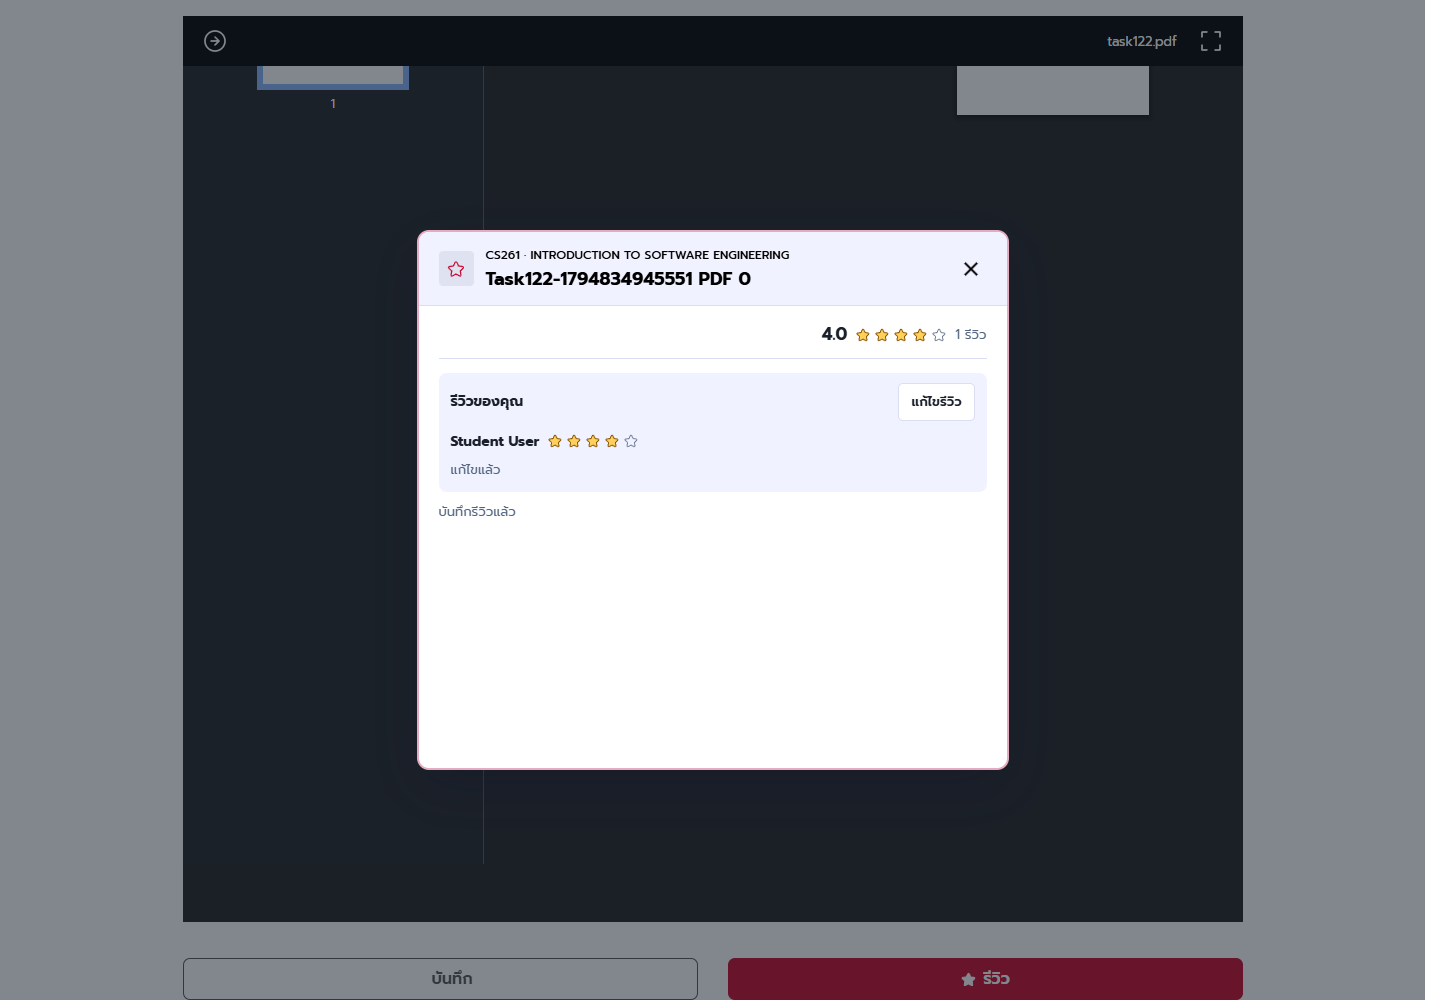 task122.pdf
1
CS261 · INTRODUCTION TO SOFTWARE ENGINEERING
Task122-1794834945551 PDF 0
4.0 1 รีวิว
รีวิวของคุณ แก้ไขรีวิว
Student User
แก้ไขแล้ว
บันทึกรีวิวแล้ว
บันทึก รีวิว